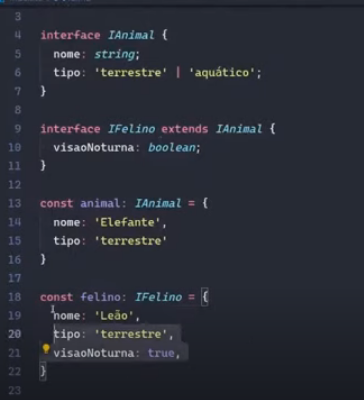 3
4 interface IAnimal {
5 nome: string;
6 tipo: 'terrestre' | 'aquático';
7 }
8
9 interface IFelino extends IAnimal {
10 visaoNoturna: boolean;
11 }
12
13 const animal: IAnimal = {
14 nome: 'Elefante',
15 tipo: 'terrestre'
16 }
17
18 const felino: IFelino = {
19 nome: 'Leão',
20 tipo: 'terrestre',
21 visaoNoturna: true,
22 }
23